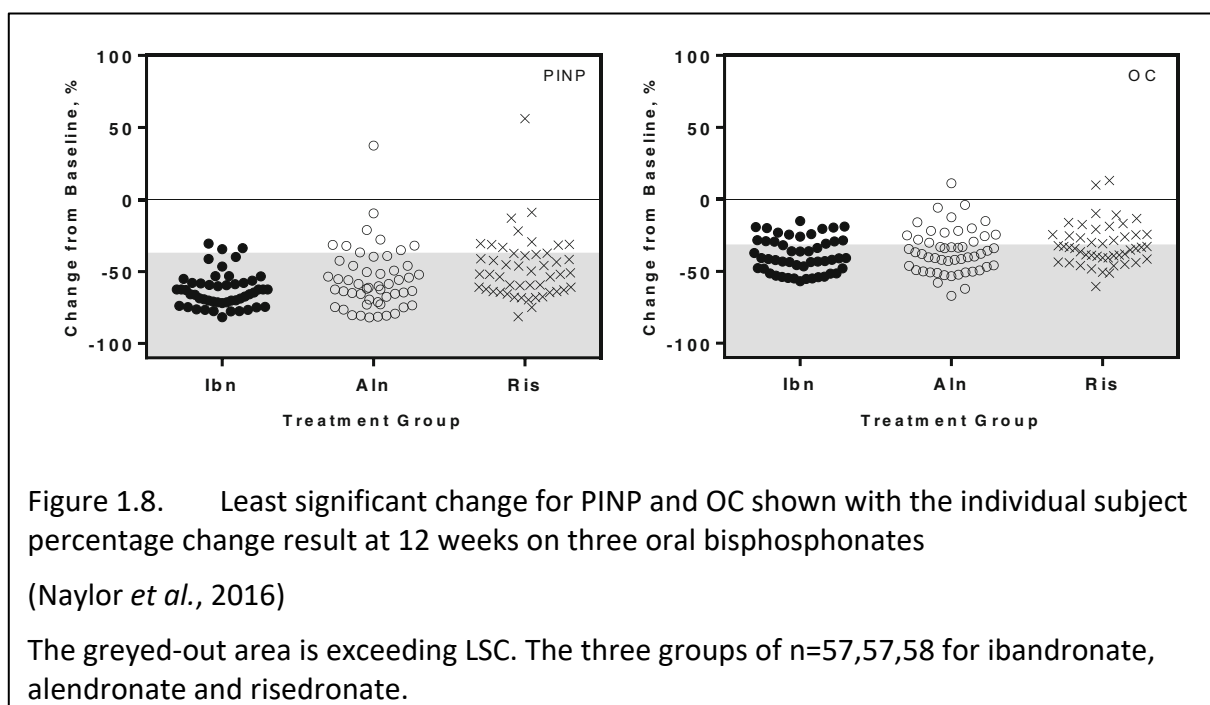 100
50
0
-50
-100
Change from Baseline, %
PINP
Ibn Aln Ris
Treatment Group
100
50
0
-50
-100
Change from Baseline, %
OC
Ibn Aln Ris
Treatment Group
Figure 1.8. Least significant change for PINP and OC shown with the individual subject
percentage change result at 12 weeks on three oral bisphosphonates
(Naylor et al., 2016)
The greyed-out area is exceeding LSC. The three groups of n=57,57,58 for ibandronate,
alendronate and risedronate.